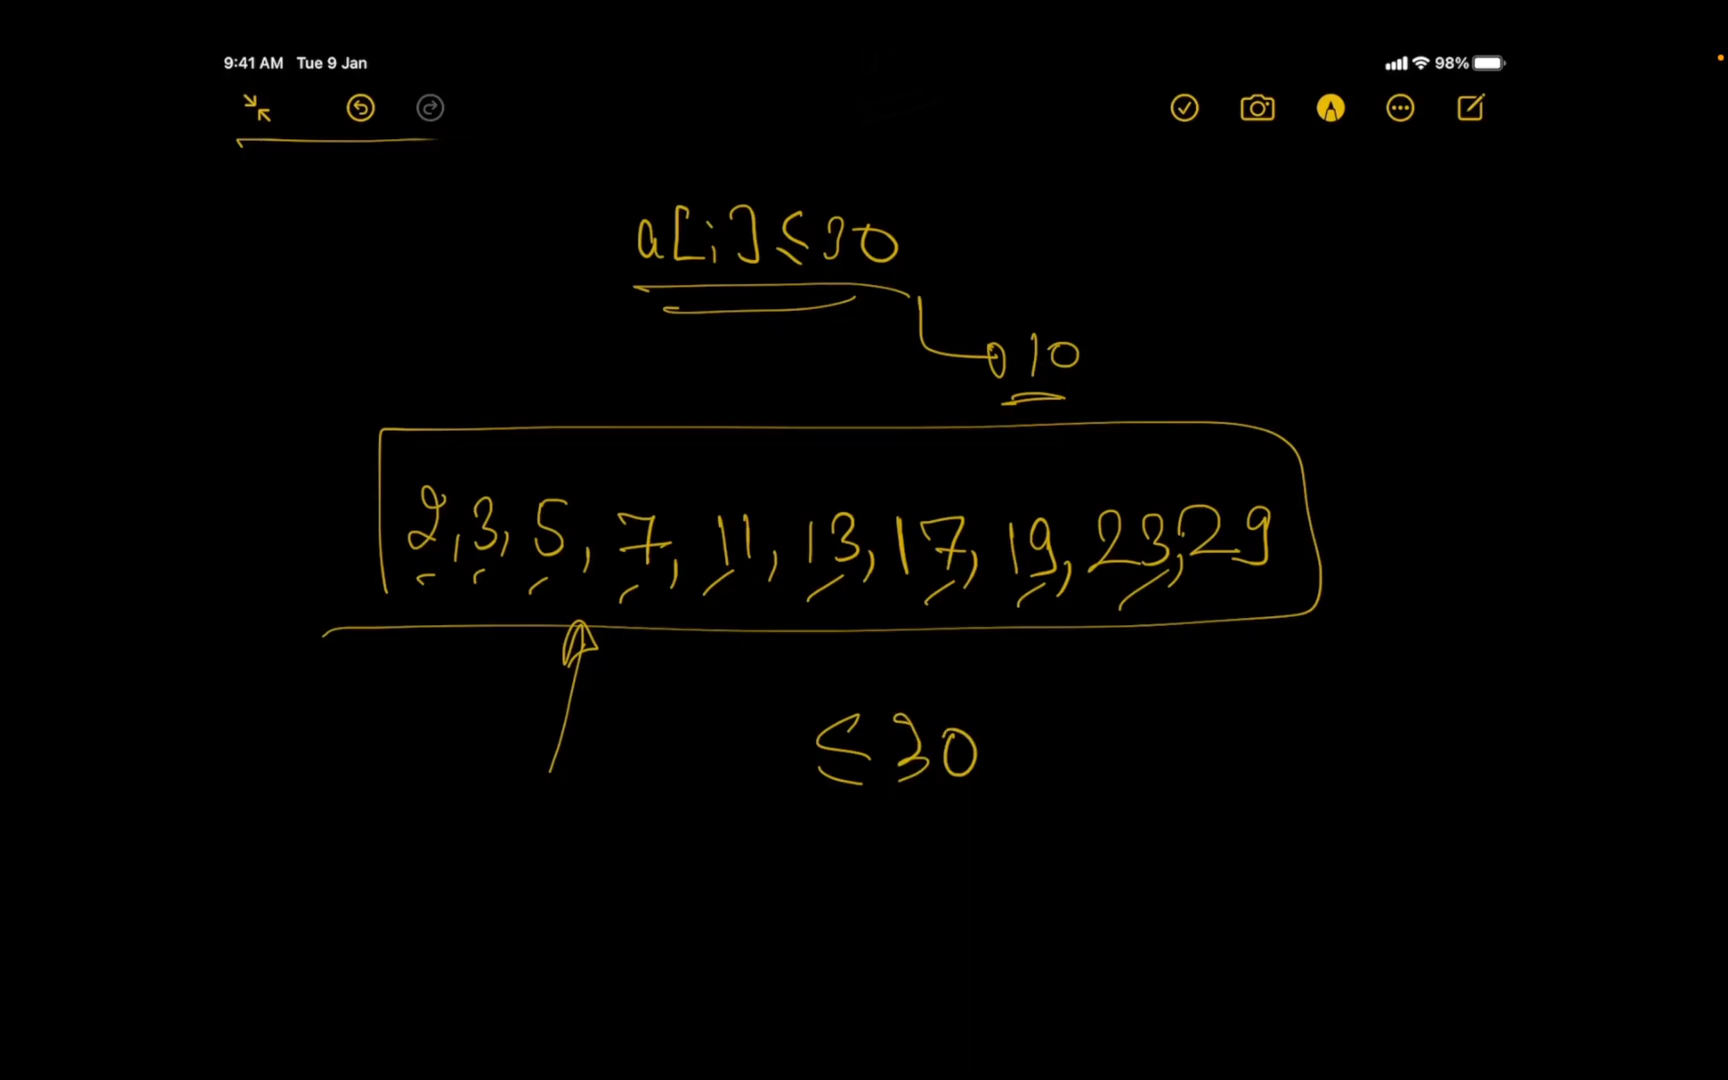 9:41 AM Tue 9 Jan
98%
a[i]≤30
10
2, 3, 5, 7, 11, 13, 17, 19, 23, 29
≤30